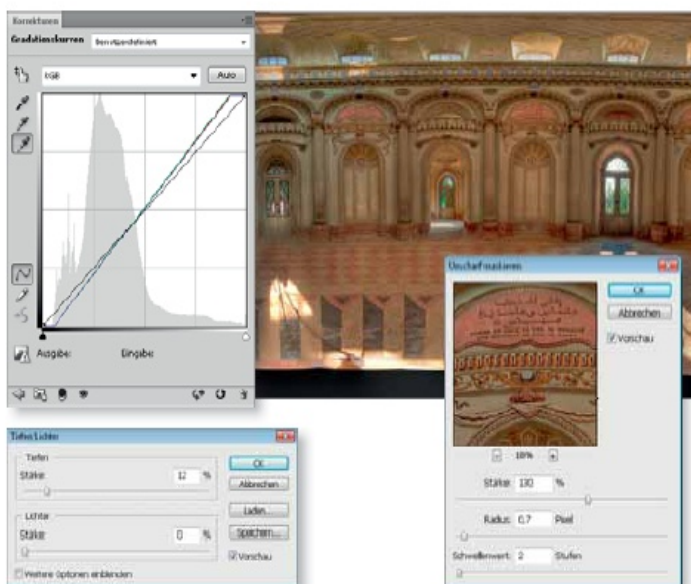 Korrekturen
Gradationskurven Benutzerdefiniert
RGB Auto
Ausgabe: Eingabe:
Unscharf maskieren
OK
Abbrechen
Vorschau
100%
Stärke: 130 %
Radius: 0,7 Pixel
Schwellenwert: 2 Stufen
Tiefen/Lichter
Tiefen
Stärke: 12 %
Lichter
Stärke: 0 %
Weitere Optionen einblenden
OK
Abbrechen
Laden...
Speichern...
Vorschau